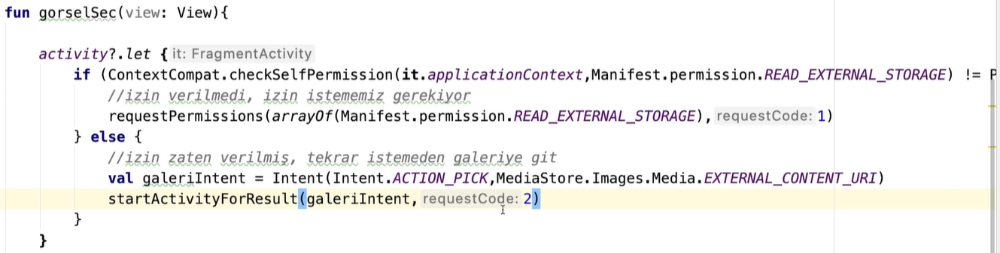 fun gorselSec(view: View){
activity?.let { it: FragmentActivity
if (ContextCompat.checkSelfPermission(it.applicationContext,Manifest.permission.READ_EXTERNAL_STORAGE) != P
//izin verilmedi, izin istememiz gerekiyor
requestPermissions(arrayOf(Manifest.permission.READ_EXTERNAL_STORAGE), requestCode: 1)
} else {
//izin zaten verilmiş, tekrar istemeden galeriye git
val galeriIntent = Intent(Intent.ACTION_PICK,MediaStore.Images.Media.EXTERNAL_CONTENT_URI)
startActivityForResult(galeriIntent, requestCode: 2)
}
}